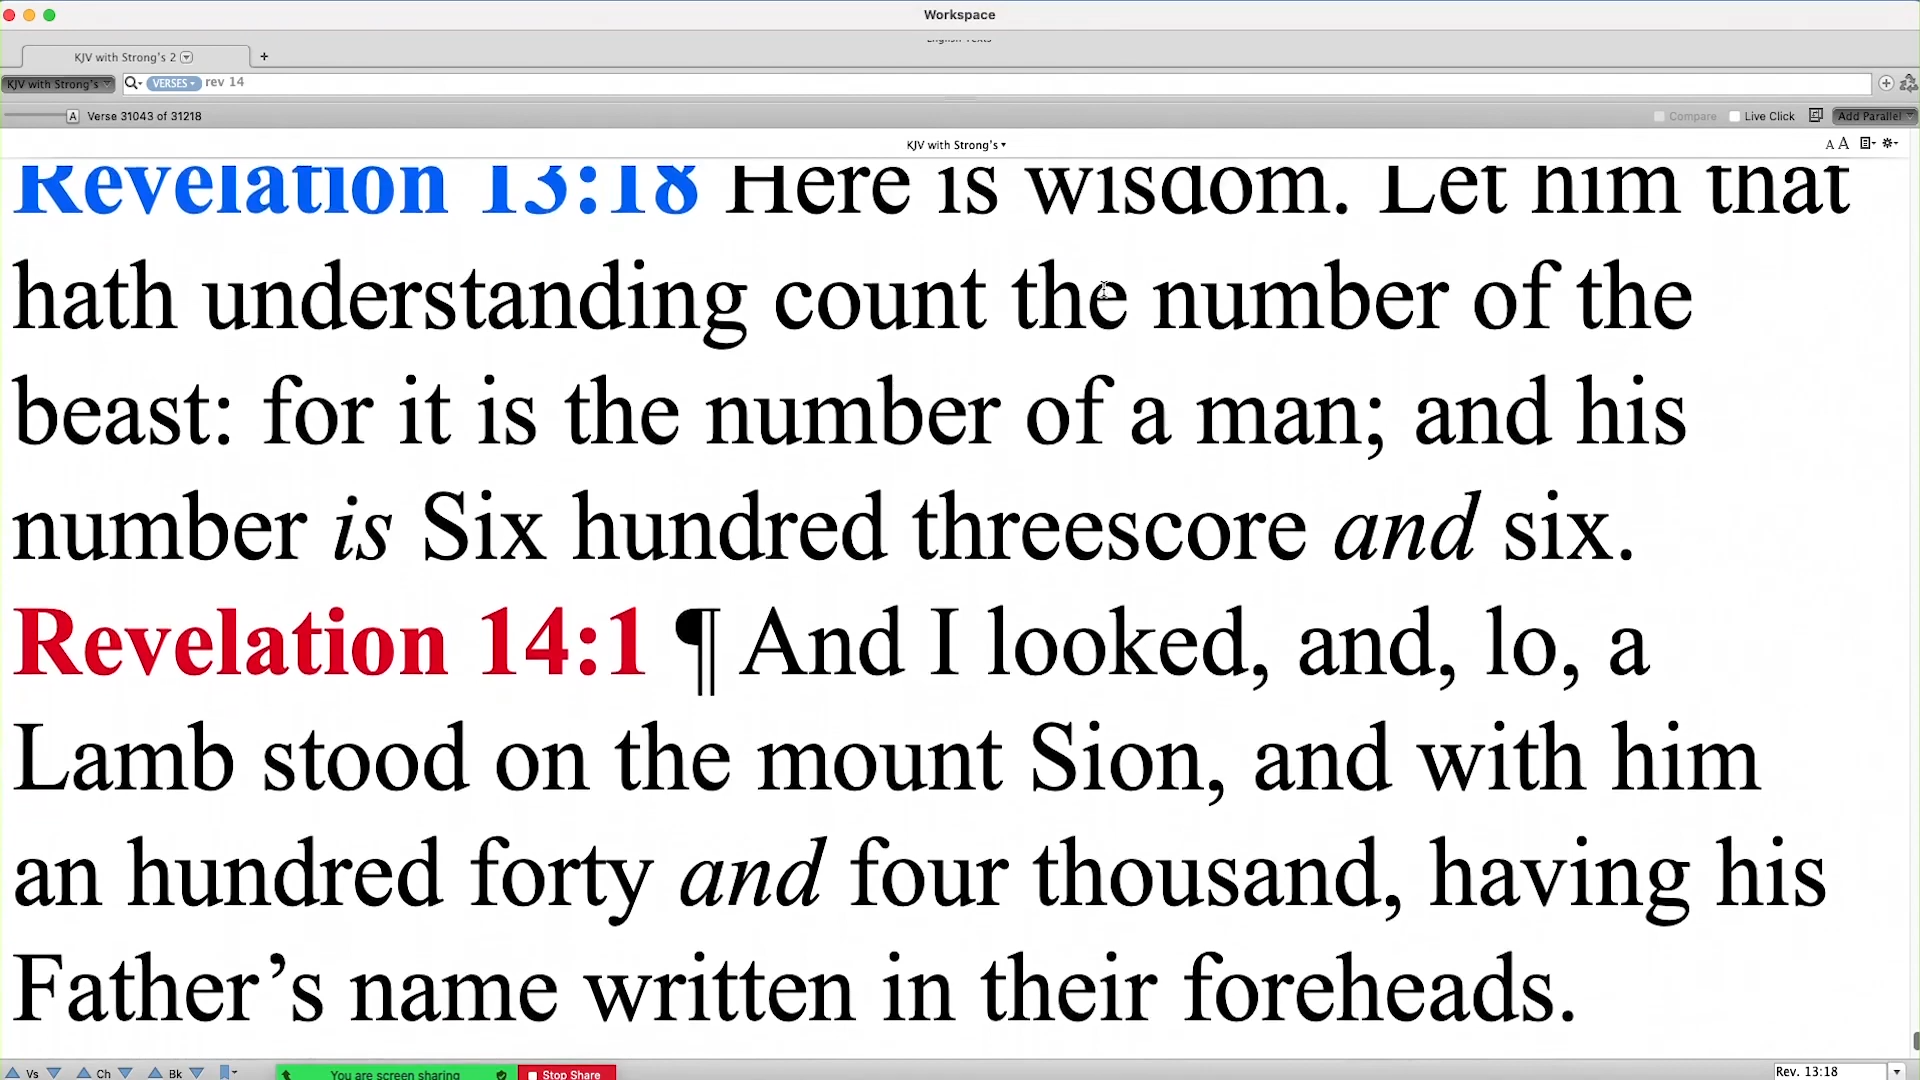 Workspace
English Texts
KJV with Strong's 2
+
KJV with Strong's VERSES rev 14
A Verse 31043 of 31218 Compare Live Click Add Parallel
KJV with Strong's A A
Revelation 13:18 Here is wisdom. Let him that
hath understanding count the number of the
beast: for it is the number of a man; and his
number is Six hundred threescore and six.
Revelation 14:1 ¶ And I looked, and, lo, a
Lamb stood on the mount Sion, and with him
an hundred forty and four thousand, having his
Father’s name written in their foreheads.
Vs Ch Bk You are screen sharing Stop Share Rev. 13:18